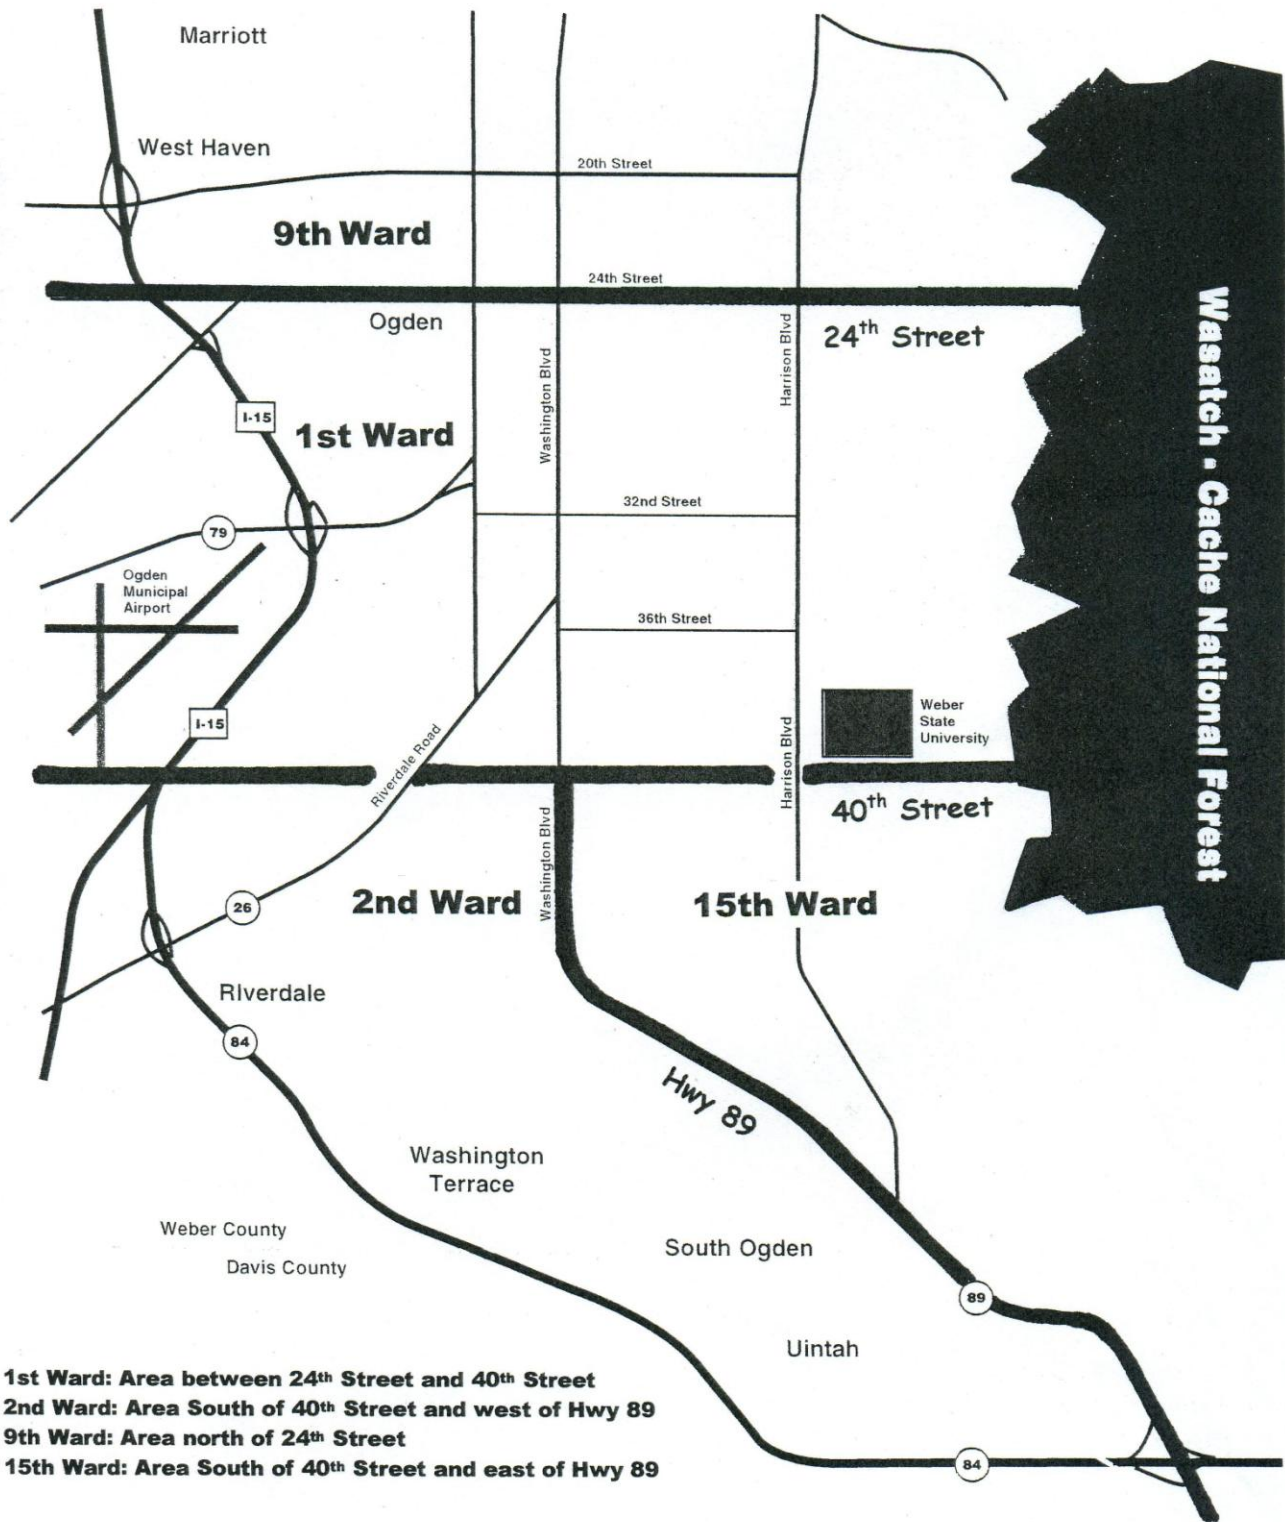 Marriott
West Haven
20th Street
9th Ward
24th Street
Ogden
24th Street
Harrison Blvd
Washington Blvd
Wasatch - Cache National Forest
I-15
1st Ward
32nd Street
79
Ogden
Municipal
Airport
36th Street
Weber
State
University
I-15
Riverdale Road
Harrison Blvd
40th Street
Washington Blvd
2nd Ward
15th Ward
26
RIverdale
84
Hwy 89
Washington
Terrace
Weber County
Davis County
South Ogden
89
Uintah
1st Ward: Area between 24th Street and 40th Street
2nd Ward: Area South of 40th Street and west of Hwy 89
9th Ward: Area north of 24th Street
15th Ward: Area South of 40th Street and east of Hwy 89
84